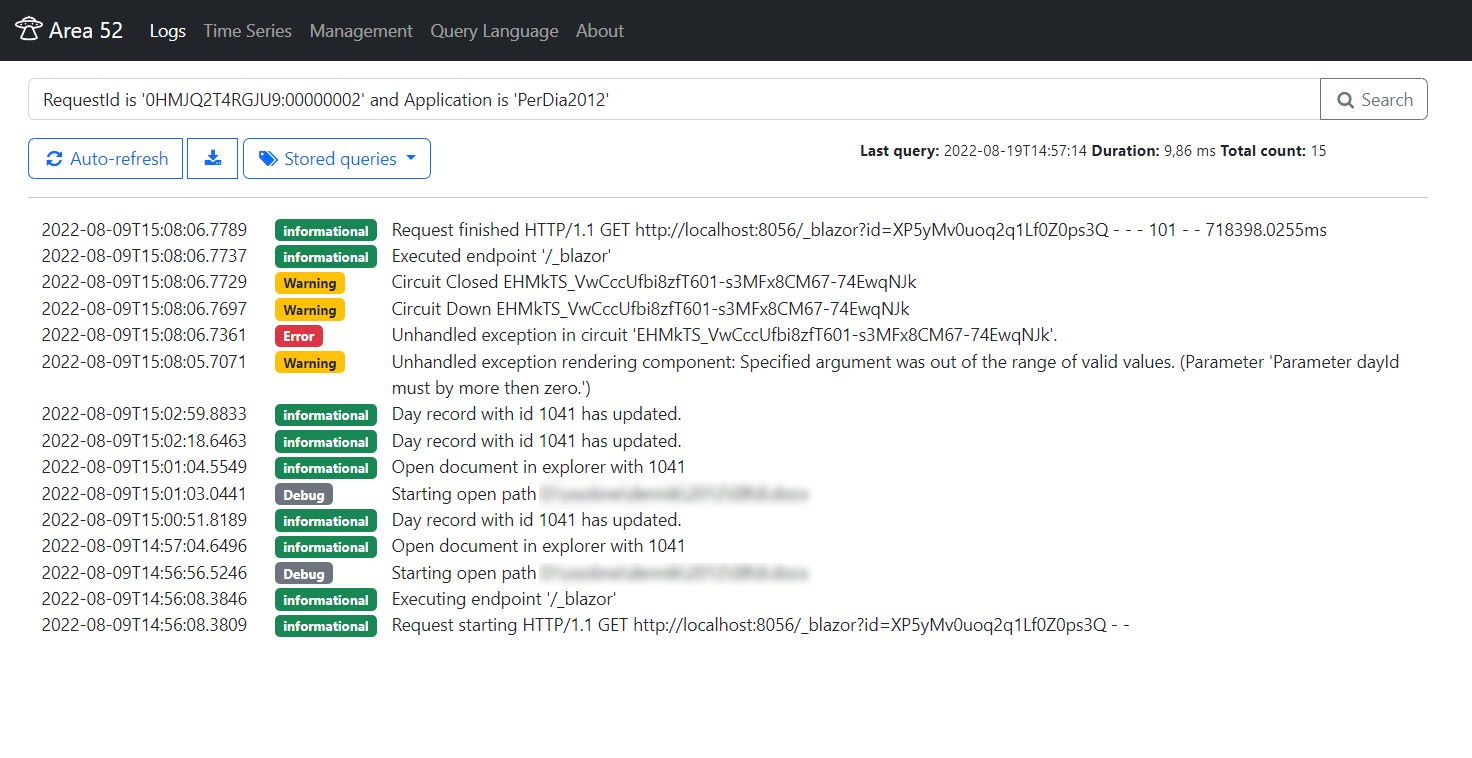 Area 52 Logs Time Series Management Query Language About
RequestId is '0HMJQ2T4RGJU9:00000002' and Application is 'PerDia2012' Search
Auto-refresh Stored queries Last query: 2022-08-19T14:57:14 Duration: 9,86 ms Total count: 15
2022-08-09T15:08:06.7789 informational Request finished HTTP/1.1 GET http://localhost:8056/_blazor?id=XP5yMv0uoq2q1Lf0Z0ps3Q - - - 101 - - 718398.0255ms
2022-08-09T15:08:06.7737 informational Executed endpoint '/_blazor'
2022-08-09T15:08:06.7729 Warning Circuit Closed EHMkTS_VwCccUfbi8zfT601-s3MFx8CM67-74EwqNJk
2022-08-09T15:08:06.7697 Warning Circuit Down EHMkTS_VwCccUfbi8zfT601-s3MFx8CM67-74EwqNJk
2022-08-09T15:08:06.7361 Error Unhandled exception in circuit 'EHMkTS_VwCccUfbi8zfT601-s3MFx8CM67-74EwqNJk'.
2022-08-09T15:08:05.7071 Warning Unhandled exception rendering component: Specified argument was out of the range of valid values. (Parameter 'Parameter dayId
must by more then zero.')
2022-08-09T15:02:59.8833 informational Day record with id 1041 has updated.
2022-08-09T15:02:18.6463 informational Day record with id 1041 has updated.
2022-08-09T15:01:04.5549 informational Open document in explorer with 1041
2022-08-09T15:01:03.0441 Debug Starting open path
2022-08-09T15:00:51.8189 informational Day record with id 1041 has updated.
2022-08-09T14:57:04.6496 informational Open document in explorer with 1041
2022-08-09T14:56:56.5246 Debug Starting open path
2022-08-09T14:56:08.3846 informational Executing endpoint '/_blazor'
2022-08-09T14:56:08.3809 informational Request starting HTTP/1.1 GET http://localhost:8056/_blazor?id=XP5yMv0uoq2q1Lf0Z0ps3Q - -